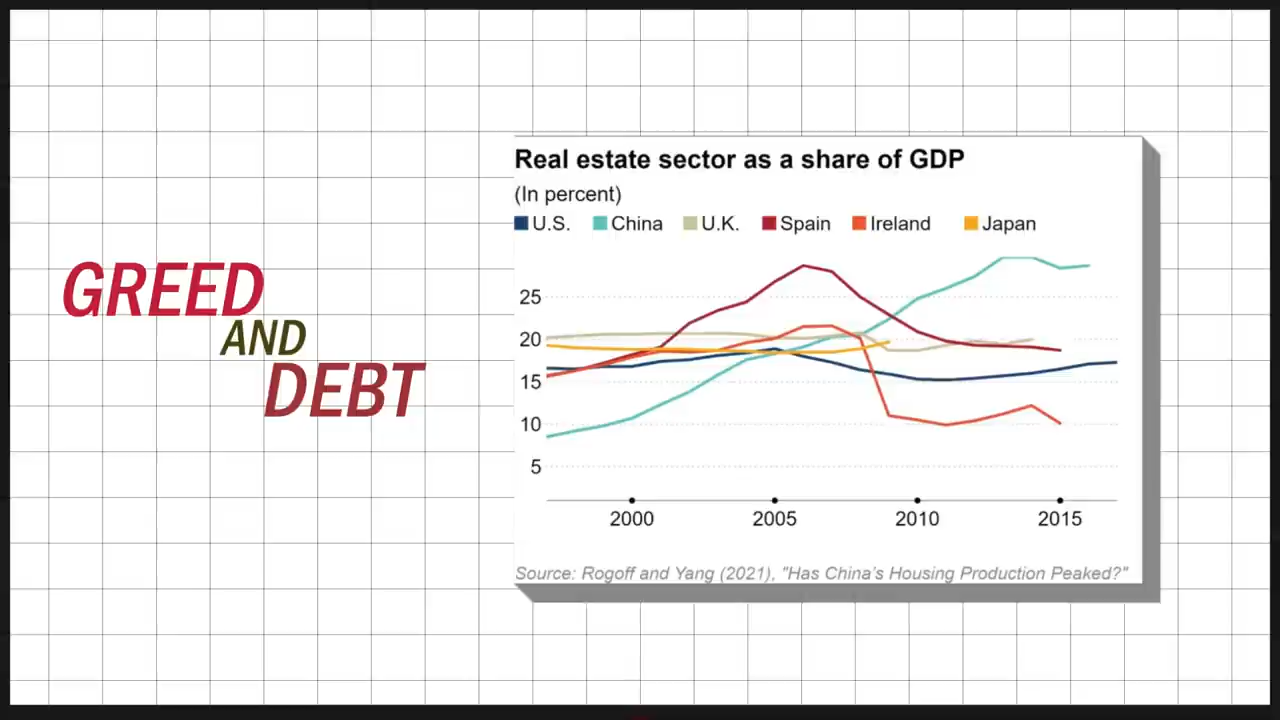 GREED
AND
DEBT
Real estate sector as a share of GDP
(In percent)
U.S. China U.K. Spain Ireland Japan
25
20
15
10
5
2000 2005 2010 2015
Source: Rogoff and Yang (2021), "Has China's Housing Production Peaked?"